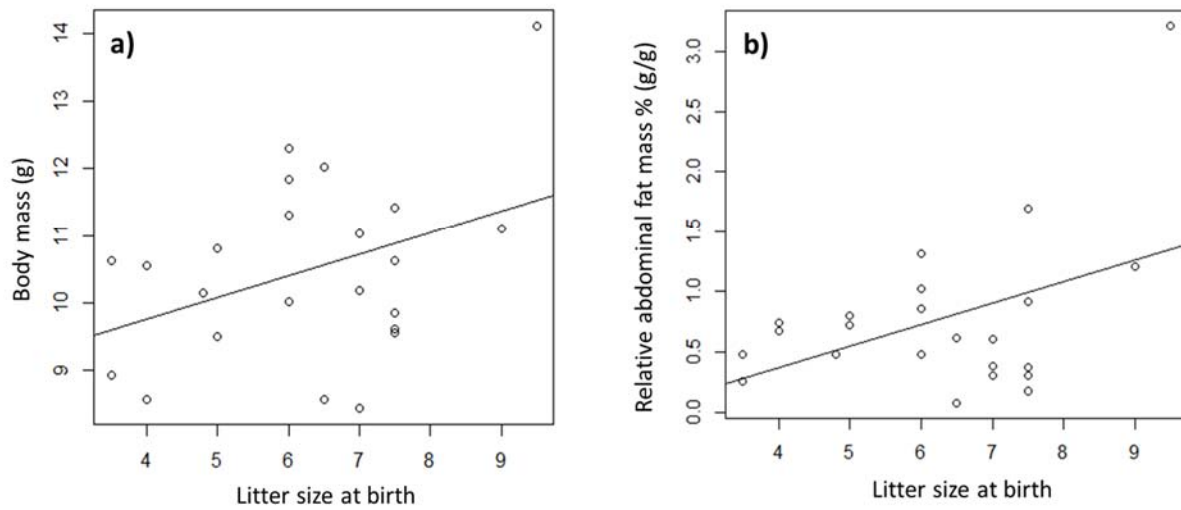 a)
Body mass (g)
14
13
12
11
10
9
4 5 6 7 8 9
Litter size at birth
b)
Relative abdominal fat mass % (g/g)
3.0
2.5
2.0
1.5
1.0
0.5
0.0
4 5 6 7 8 9
Litter size at birth